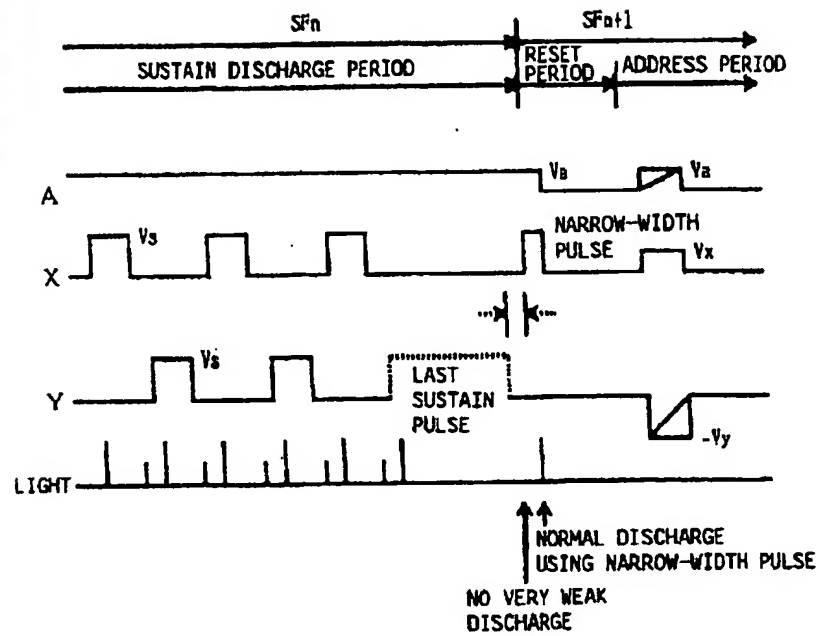 SFn
SFn+1
SUSTAIN DISCHARGE PERIOD
RESET
PERIOD
ADDRESS PERIOD
A
Va
Va
X
Vs
NARROW-WIDTH
PULSE
Vx
Y
Vs
LAST
SUSTAIN
PULSE
-Vy
LIGHT
NORMAL DISCHARGE
USING NARROW-WIDTH PULSE
NO VERY WEAK
DISCHARGE